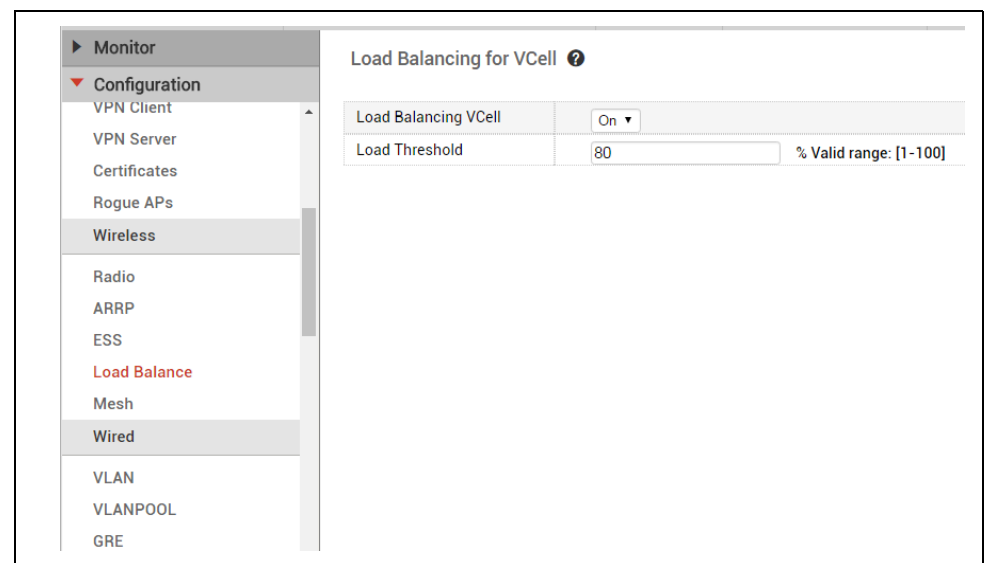 Monitor
Configuration
VPN Client
VPN Server
Certificates
Rogue APs
Wireless
Radio
ARRP
ESS
Load Balance
Mesh
Wired
VLAN
VLANPOOL
GRE
Load Balancing for VCell ?
Load Balancing VCell On
Load Threshold 80 % Valid range: [1-100]